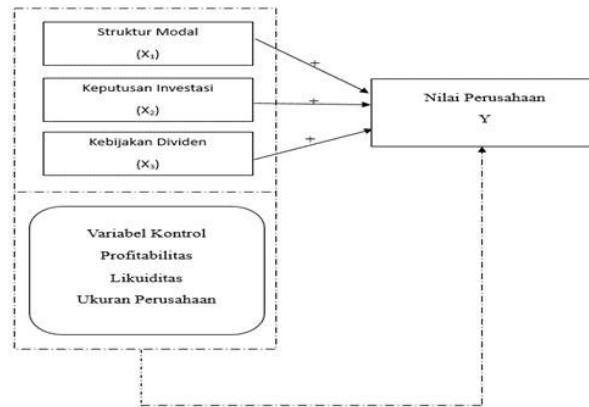 Struktur Modal
(X₁)
+
Keputusan Investasi
(X₂)
+
Kebijakan Dividen
(X₃)
+
Nilai Perusahaan
Y
Variabel Kontrol
Profitabilitas
Likuiditas
Ukuran Perusahaan